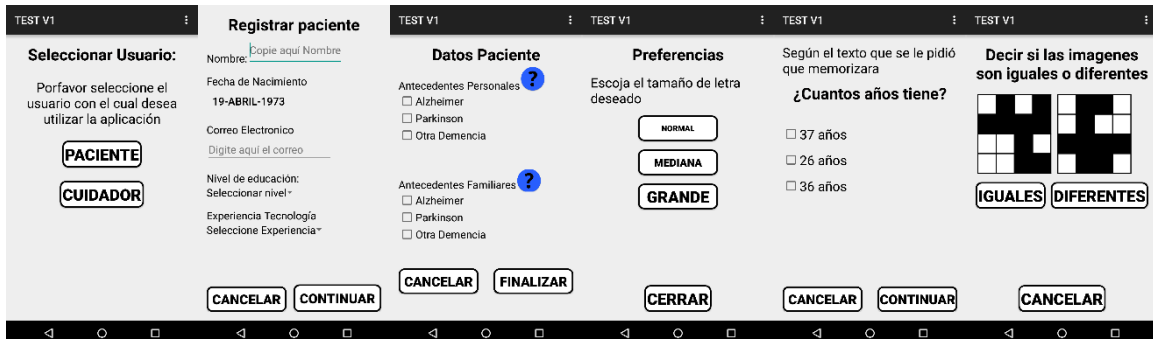 TEST V1
Seleccionar Usuario:
Porfavor seleccione el
usuario con el cual desea
utilizar la aplicación
PACIENTE
CUIDADOR
Registrar paciente
Nombre: Copie aquí Nombre
Fecha de Nacimiento
19-ABRIL-1973
Correo Electronico
Digite aquí el correo
Nivel de educación:
Seleccionar nivel
Experiencia Tecnología
Seleccione Experiencia
CANCELAR CONTINUAR
TEST V1
Datos Paciente
Antecedentes Personales ?
Alzheimer
Parkinson
Otra Demencia
Antecedentes Familiares ?
Alzheimer
Parkinson
Otra Demencia
CANCELAR FINALIZAR
TEST V1
Preferencias
Escoja el tamaño de letra
deseado
NORMAL
MEDIANA
GRANDE
CERRAR
TEST V1
Según el texto que se le pidió
que memorizara
¿Cuantos años tiene?
37 años
26 años
36 años
CANCELAR CONTINUAR
TEST V1
Decir si las imagenes
son iguales o diferentes
IGUALES DIFERENTES
CANCELAR